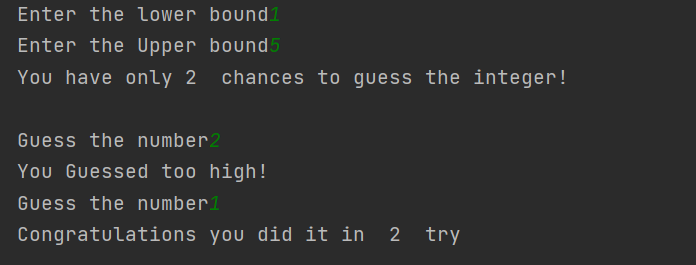 Enter the lower bound1
Enter the Upper bound5
You have only 2  chances to guess the integer!
Guess the number2
You Guessed too high!
Guess the number1
Congratulations you did it in  2  try